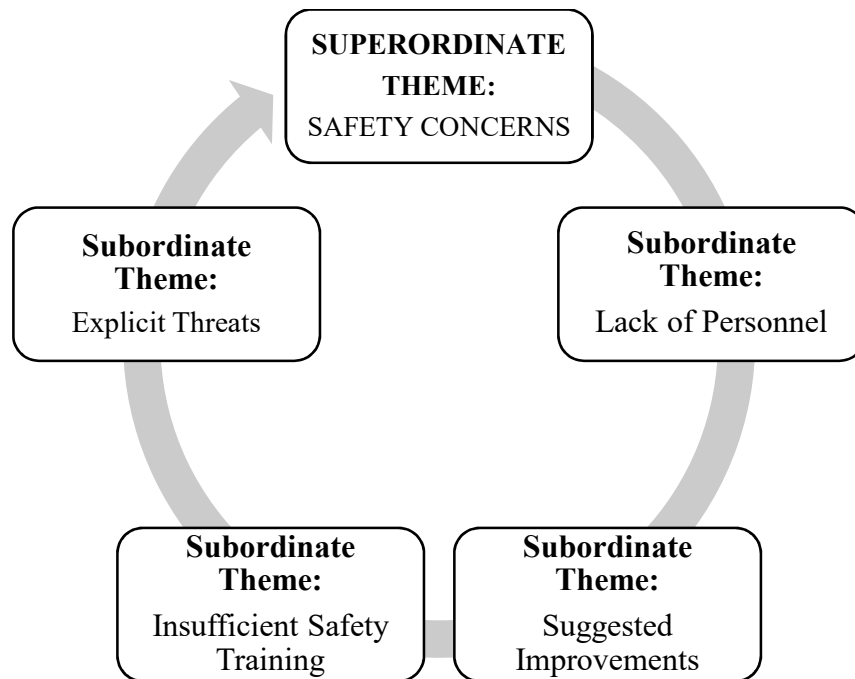 SUPERORDINATE
THEME:
SAFETY CONCERNS
Subordinate
Theme:
Lack of Personnel
Subordinate
Theme:
Suggested
Improvements
Subordinate
Theme:
Insufficient Safety
Training
Subordinate
Theme:
Explicit Threats